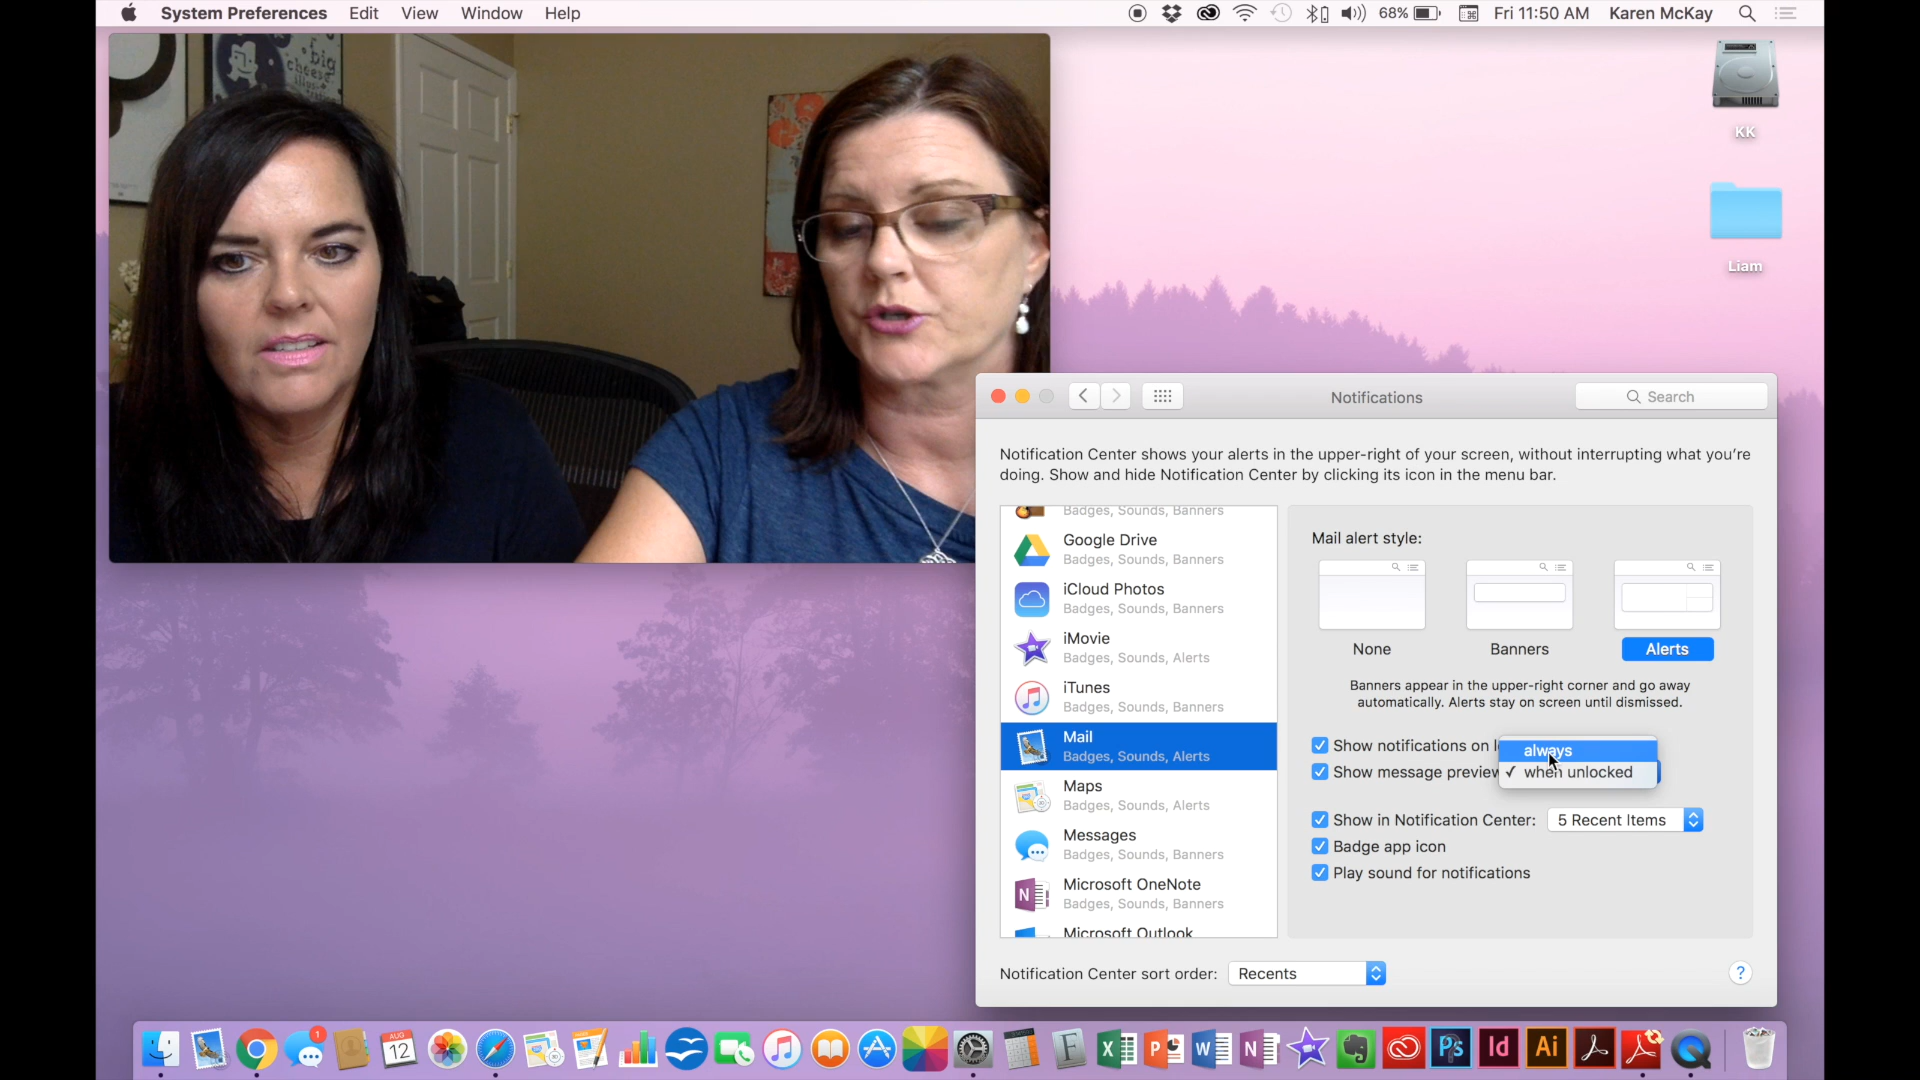 System Preferences Edit View Window Help
68% Fri 11:50 AM Karen McKay
big
cheese
KK
Liam
Notifications
Search
Notification Center shows your alerts in the upper-right of your screen, without interrupting what you're
doing. Show and hide Notification Center by clicking its icon in the menu bar.
Badges, Sounds, Banners
Google Drive
Badges, Sounds, Banners
iCloud Photos
Badges, Sounds, Banners
iMovie
Badges, Sounds, Alerts
iTunes
Badges, Sounds, Banners
Mail
Badges, Sounds, Alerts
Maps
Badges, Sounds, Alerts
Messages
Badges, Sounds, Banners
Microsoft OneNote
Badges, Sounds, Banners
Microsoft Outlook
Mail alert style:
None Banners Alerts
Banners appear in the upper-right corner and go away
automatically. Alerts stay on screen until dismissed.
Show notifications on
always
Show message preview
✓ when unlocked
Show in Notification Center: 5 Recent Items
Badge app icon
Play sound for notifications
Notification Center sort order: Recents
?
1
AUG
12
X
P
W
N
Ps
Id
Ai